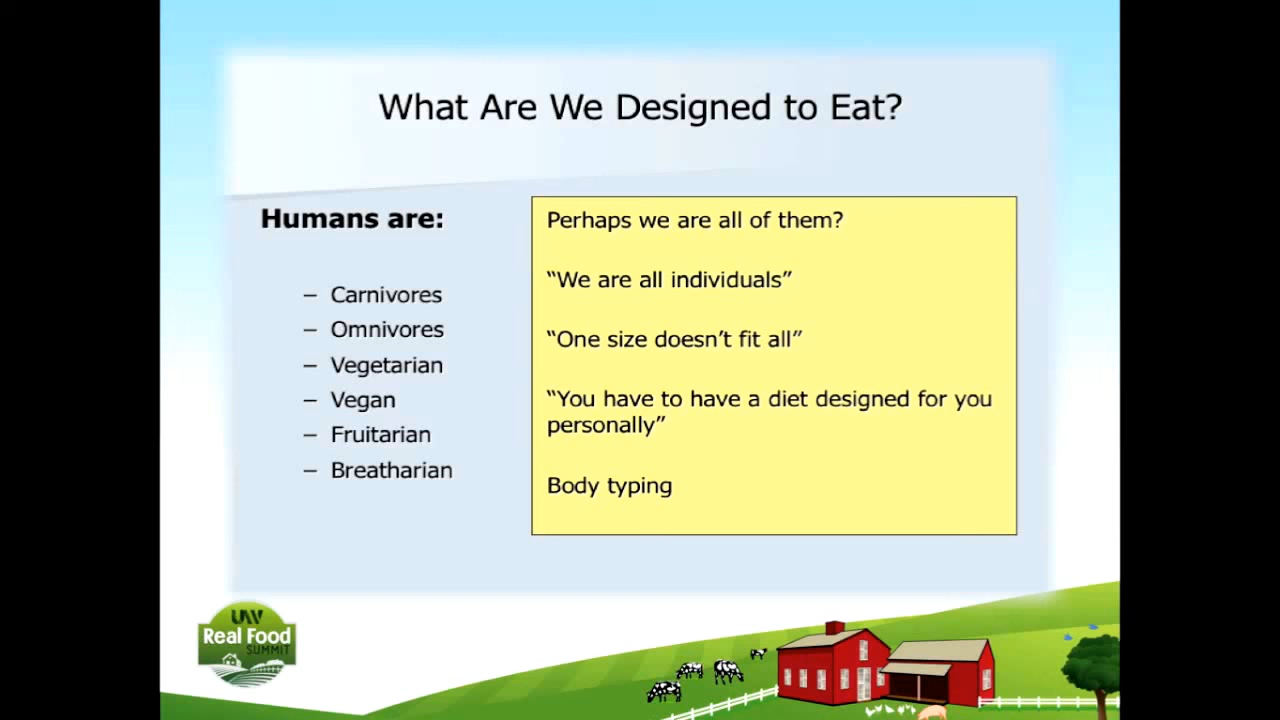 What Are We Designed to Eat?
Humans are:
– Carnivores
– Omnivores
– Vegetarian
– Vegan
– Fruitarian
– Breatharian
Perhaps we are all of them?
“We are all individuals”
“One size doesn’t fit all”
“You have to have a diet designed for you
personally”
Body typing
UW
Real Food
SUMMIT